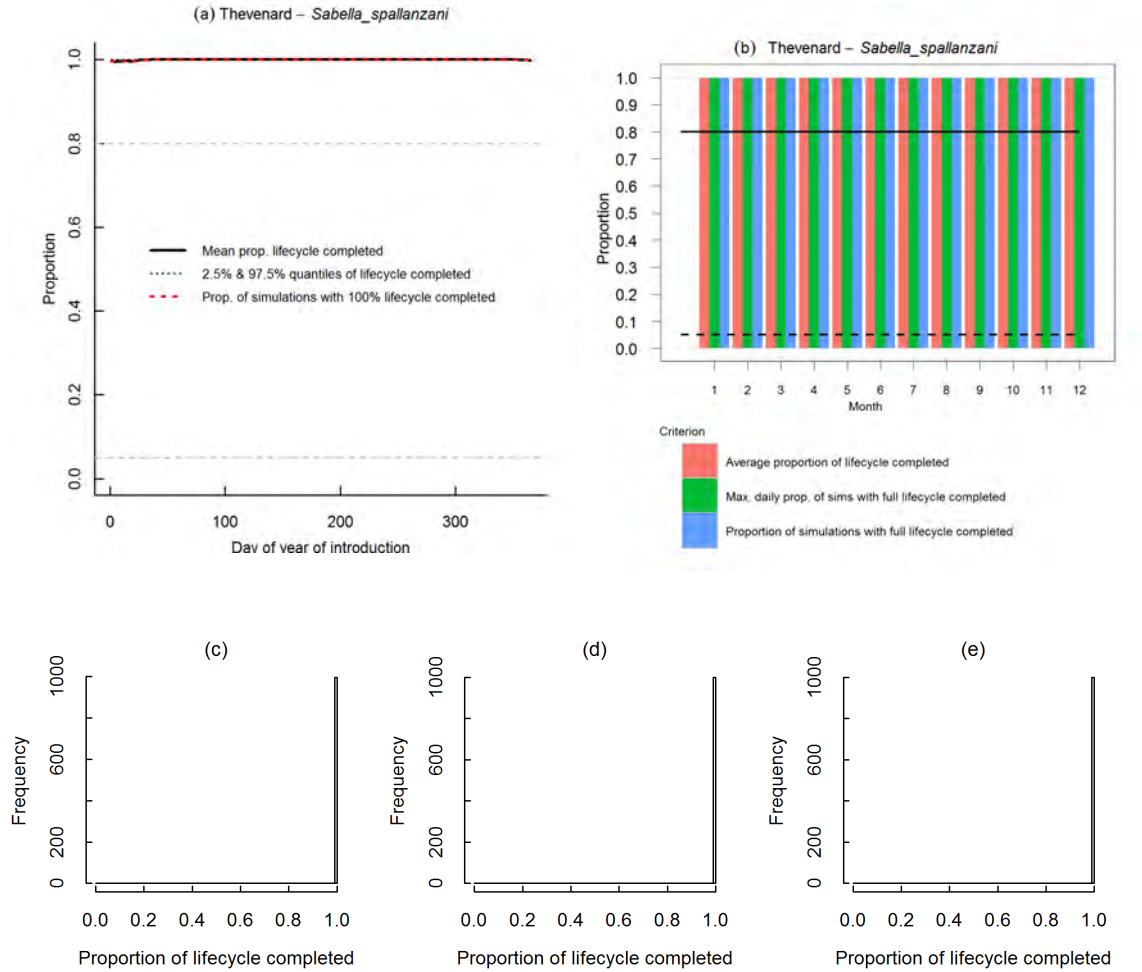 (a) Thevenard – Sabella_spallanzani
Proportion
1.0
0.8
0.6
0.4
0.2
0.0
Mean prop. lifecycle completed
2.5% & 97.5% quantiles of lifecycle completed
Prop. of simulations with 100% lifecycle completed
0 100 200 300
Day of year of introduction
(b) Thevenard – Sabella_spallanzani
Proportion
1.0
0.9
0.8
0.7
0.6
0.5
0.4
0.3
0.2
0.1
0.0
1 2 3 4 5 6 7 8 9 10 11 12
Month
Criterion
Average proportion of lifecycle completed
Max. daily prop. of sims with full lifecycle completed
Proportion of simulations with full lifecycle completed
(c)
Frequency
1000
600
200
0
0.0 0.2 0.4 0.6 0.8 1.0
Proportion of lifecycle completed
(d)
Frequency
1000
600
200
0
0.0 0.2 0.4 0.6 0.8 1.0
Proportion of lifecycle completed
(e)
Frequency
1000
600
200
0
0.0 0.2 0.4 0.6 0.8 1.0
Proportion of lifecycle completed